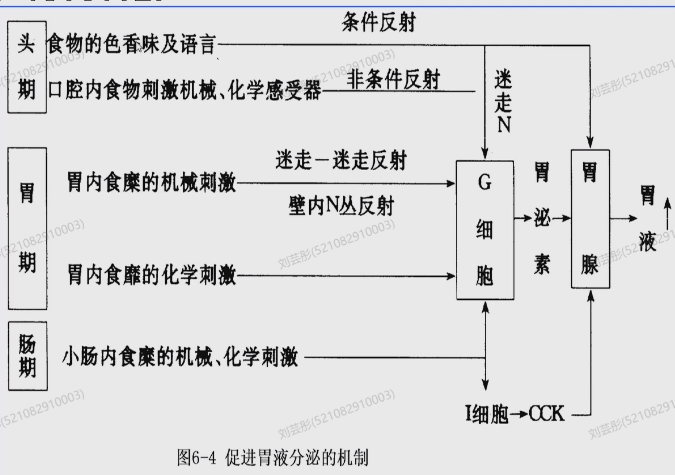 条件反射
头期 食物的色香味及语言
口腔内食物刺激机械、化学感受器 非条件反射
迷走N
胃期
胃内食糜的机械刺激
迷走－迷走反射
壁内N丛反射
G细胞
胃泌素
胃腺
胃液
胃内食靡的化学刺激
肠期
小肠内食糜的机械、化学刺激
I细胞 CCK
图6-4 促进胃液分泌的机制
刘芸彤(521082910003)
刘芸彤(521082910003)
刘芸彤(521082910003)